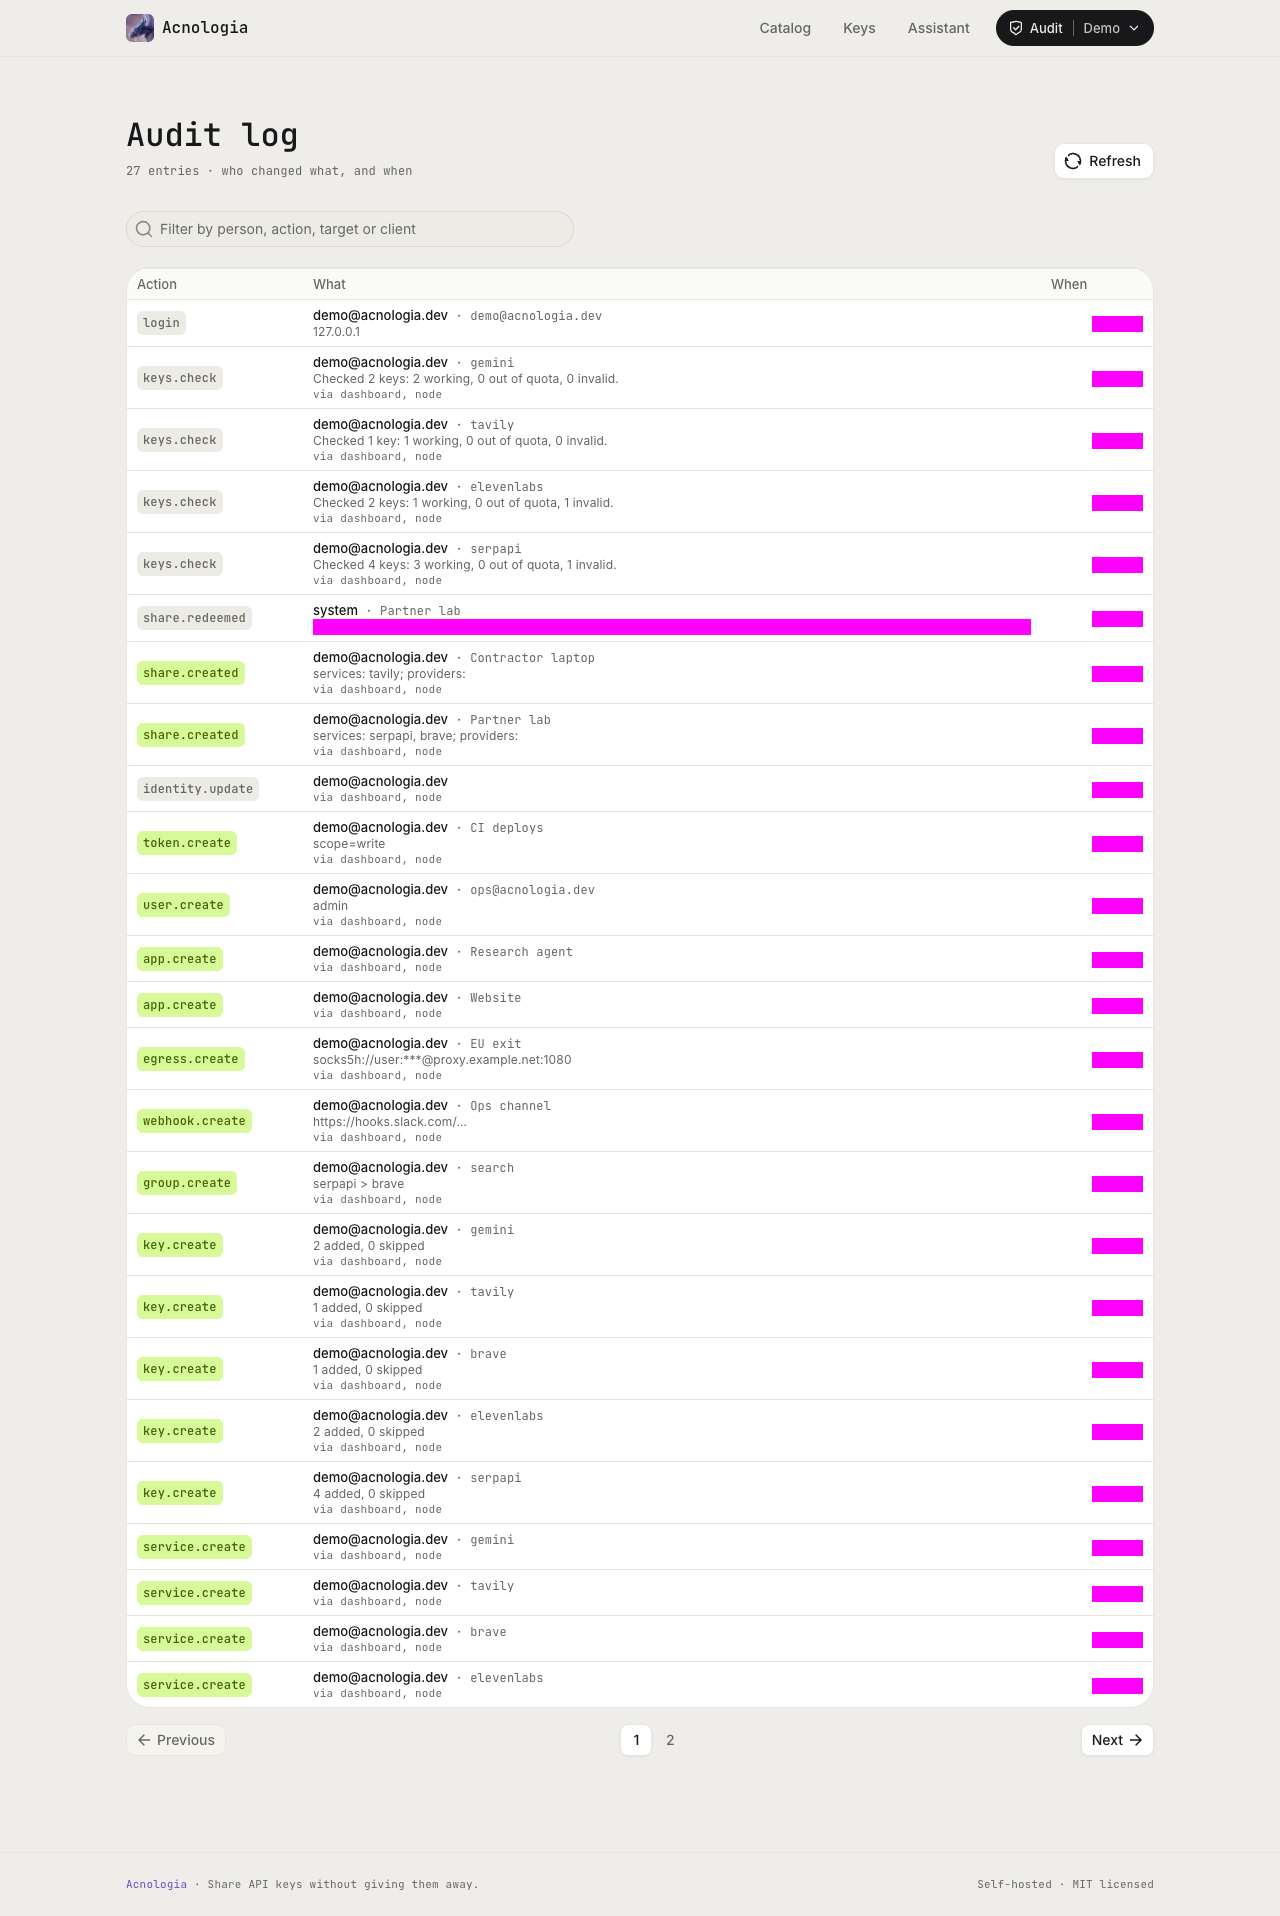 Acnologia
Catalog
Keys
Assistant
Audit
Demo
Audit log
27 entries · who changed what, and when
Refresh
Filter by person, action, target or client
Action What When
login
demo@acnologia.dev · demo@acnologia.dev
127.0.0.1
keys.check
demo@acnologia.dev · gemini
Checked 2 keys: 2 working, 0 out of quota, 0 invalid.
via dashboard, node
keys.check
demo@acnologia.dev · tavily
Checked 1 key: 1 working, 0 out of quota, 0 invalid.
via dashboard, node
keys.check
demo@acnologia.dev · elevenlabs
Checked 2 keys: 1 working, 0 out of quota, 1 invalid.
via dashboard, node
keys.check
demo@acnologia.dev · serpapi
Checked 4 keys: 3 working, 0 out of quota, 1 invalid.
via dashboard, node
share.redeemed
system · Partner lab
share.created
demo@acnologia.dev · Contractor laptop
services: tavily; providers:
via dashboard, node
share.created
demo@acnologia.dev · Partner lab
services: serpapi, brave; providers:
via dashboard, node
identity.update
demo@acnologia.dev
via dashboard, node
token.create
demo@acnologia.dev · CI deploys
scope=write
via dashboard, node
user.create
demo@acnologia.dev · ops@acnologia.dev
admin
via dashboard, node
app.create
demo@acnologia.dev · Research agent
via dashboard, node
app.create
demo@acnologia.dev · Website
via dashboard, node
egress.create
demo@acnologia.dev · EU exit
socks5h://user:***@proxy.example.net:1080
via dashboard, node
webhook.create
demo@acnologia.dev · Ops channel
https://hooks.slack.com/...
via dashboard, node
group.create
demo@acnologia.dev · search
serpapi > brave
via dashboard, node
key.create
demo@acnologia.dev · gemini
2 added, 0 skipped
via dashboard, node
key.create
demo@acnologia.dev · tavily
1 added, 0 skipped
via dashboard, node
key.create
demo@acnologia.dev · brave
1 added, 0 skipped
via dashboard, node
key.create
demo@acnologia.dev · elevenlabs
2 added, 0 skipped
via dashboard, node
key.create
demo@acnologia.dev · serpapi
4 added, 0 skipped
via dashboard, node
service.create
demo@acnologia.dev · gemini
via dashboard, node
service.create
demo@acnologia.dev · tavily
via dashboard, node
service.create
demo@acnologia.dev · brave
via dashboard, node
service.create
demo@acnologia.dev · elevenlabs
via dashboard, node
Previous
1
2
Next
Acnologia · Share API keys without giving them away.
Self-hosted · MIT licensed